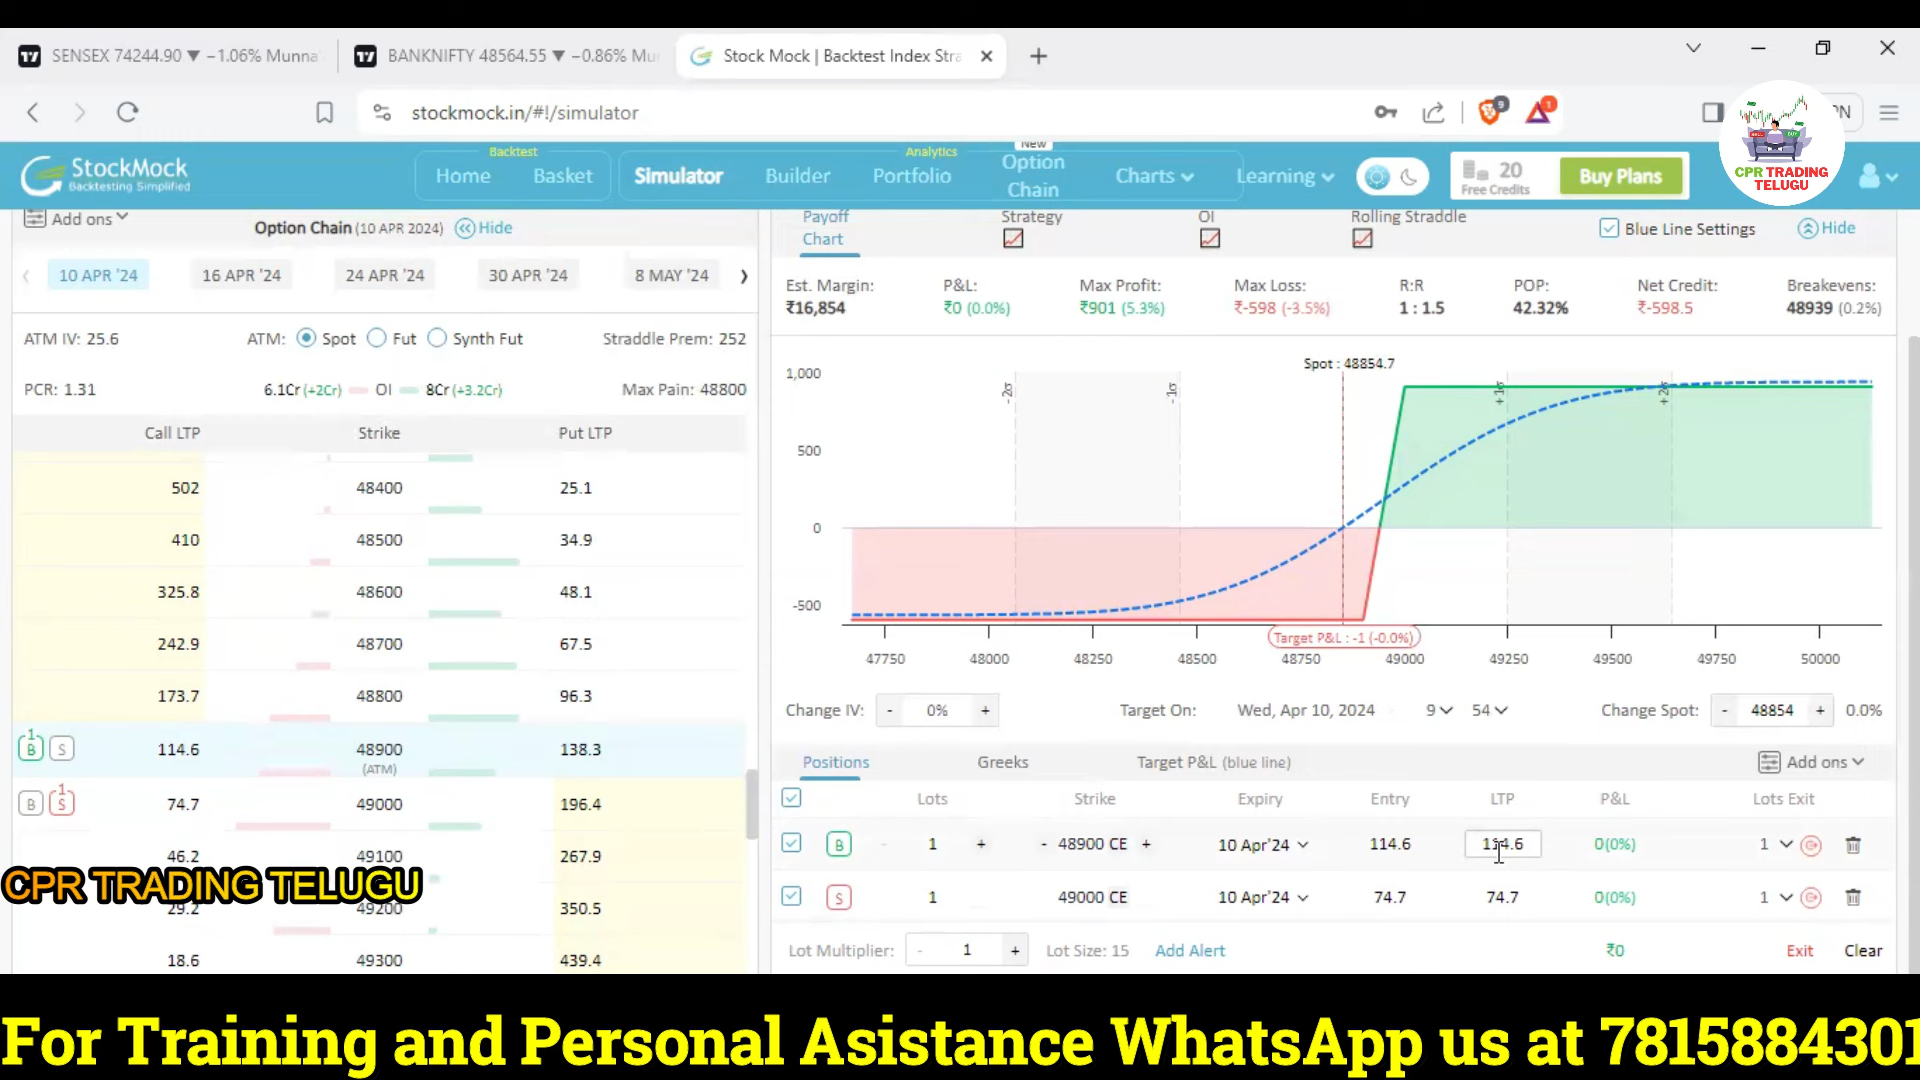 SENSEX 74244.90 ▼ −1.06% Munna'
BANKNIFTY 48564.55 ▼ −0.86% Mu
Stock Mock | Backtest Index Stra
stockmock.in/#!/simulator
9
1
PN
StockMock
Backtesting Simplified
Backtest
Home
Basket
Simulator
Builder
Analytics
Portfolio
New
Option Chain
Charts
Learning
20
Free Credits
Buy Plans
CPR TRADING
TELUGU
Add ons
Option Chain (10 APR 2024)
Hide
10 APR '24
16 APR '24
24 APR '24
30 APR '24
8 MAY '24
ATM IV: 25.6
ATM: Spot Fut Synth Fut
Straddle Prem: 252
PCR: 1.31
6.1Cr (+2Cr) OI 8Cr (+3.2Cr)
Max Pain: 48800
Call LTP Strike Put LTP
502 48400 25.1
410 48500 34.9
325.8 48600 48.1
242.9 48700 67.5
173.7 48800 96.3
1
B S 114.6 48900 138.3
(ATM)
1
B S 74.7 49000 196.4
46.2 49100 267.9
29.2 49200 350.5
18.6 49300 439.4
CPR TRADING TELUGU
Payoff Chart
Strategy
OI
Rolling Straddle
Blue Line Settings
Hide
Est. Margin: P&L: Max Profit: Max Loss: R:R POP: Net Credit: Breakevens:
₹16,854 ₹0 (0.0%) ₹901 (5.3%) ₹-598 (-3.5%) 1 : 1.5 42.32% ₹-598.5 48939 (0.2%)
Spot : 48854.7
1,000
500
0
-500
-2σ
-1σ
+1σ
+2σ
Target P&L : -1 (-0.0%)
47750 48000 48250 48500 48750 49000 49250 49500 49750 50000
Change IV: - 0% +
Target On: Wed, Apr 10, 2024 9 54
Change Spot: - 48854 + 0.0%
Positions Greeks Target P&L (blue line) Add ons
Lots Strike Expiry Entry LTP P&L Lots Exit
B - 1 + - 48900 CE + 10 Apr'24 114.6 114.6 0(0%) 1
S 1 49000 CE 10 Apr'24 74.7 74.7 0(0%) 1
Lot Multiplier: - 1 + Lot Size: 15 Add Alert ₹0 Exit Clear
For Training and Personal Asistance WhatsApp us at 7815884301